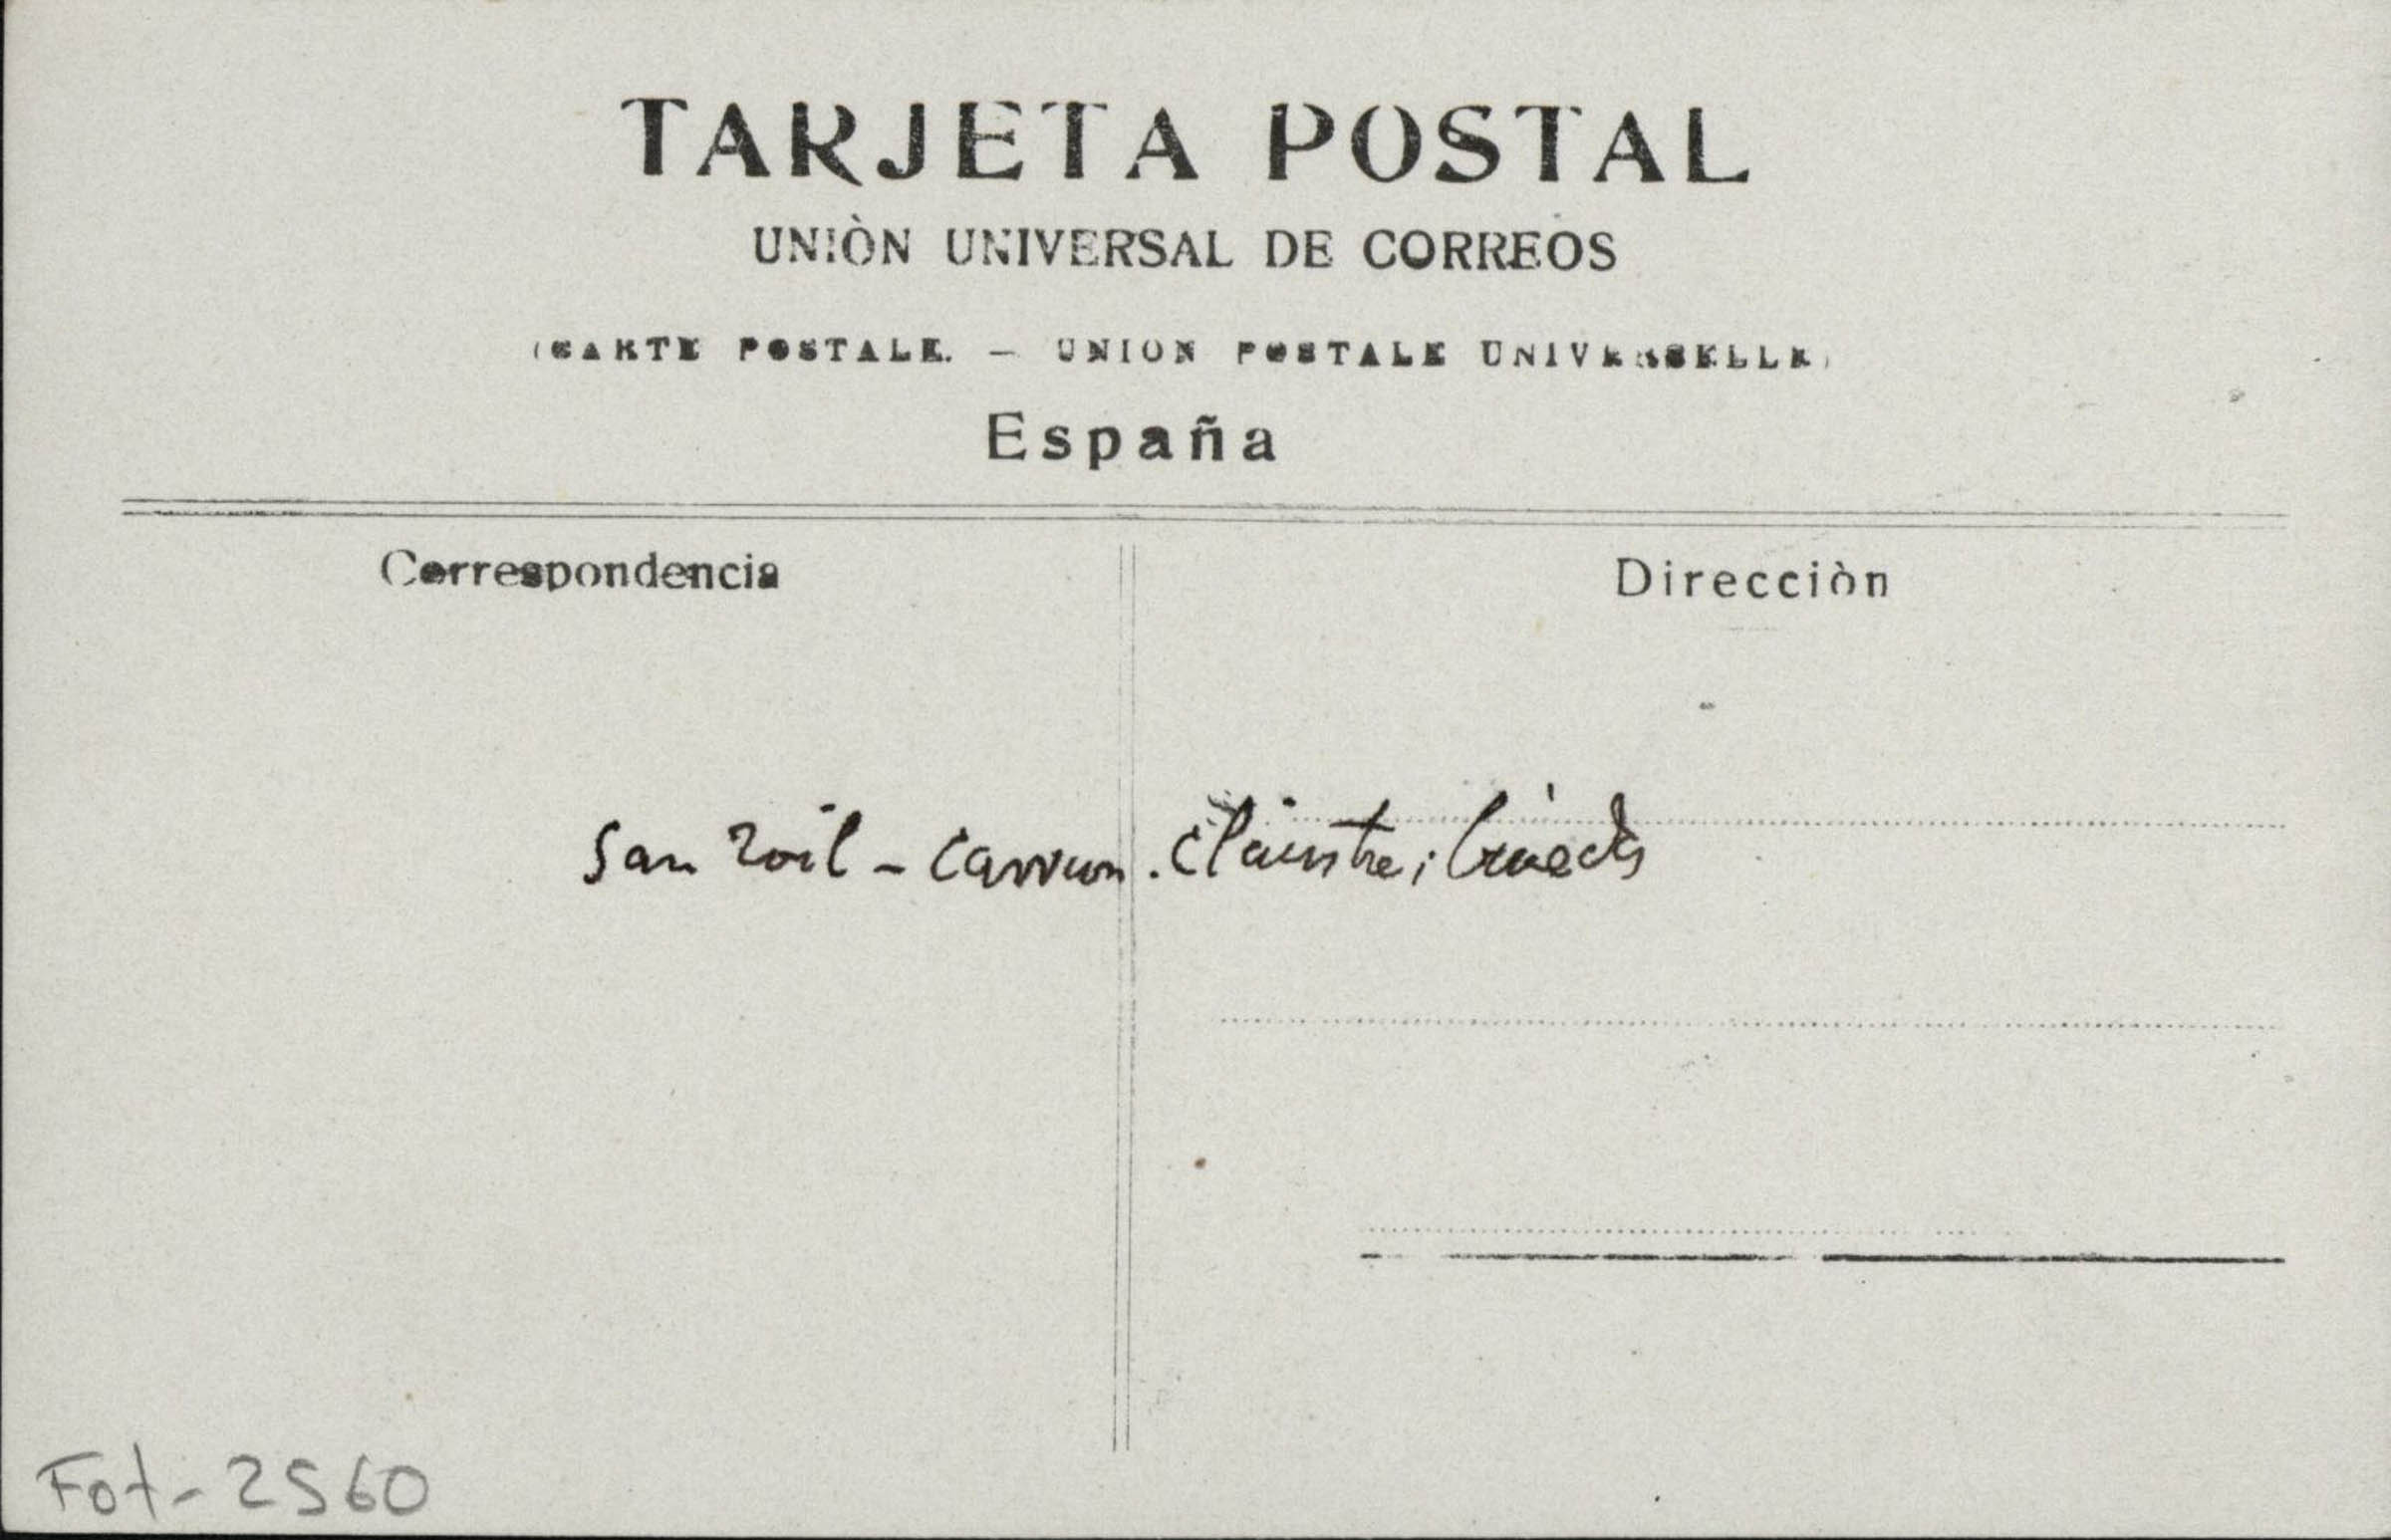 TARJETA POSTAL
UNIÒN UNIVERSAL DE CORREOS
(CARTE POSTALE. — UNION POSTALE UNIVERSELLE)
España
Correspondencia
Direcciòn
San Zoil - Carrion. Claustre;
Fot-2560